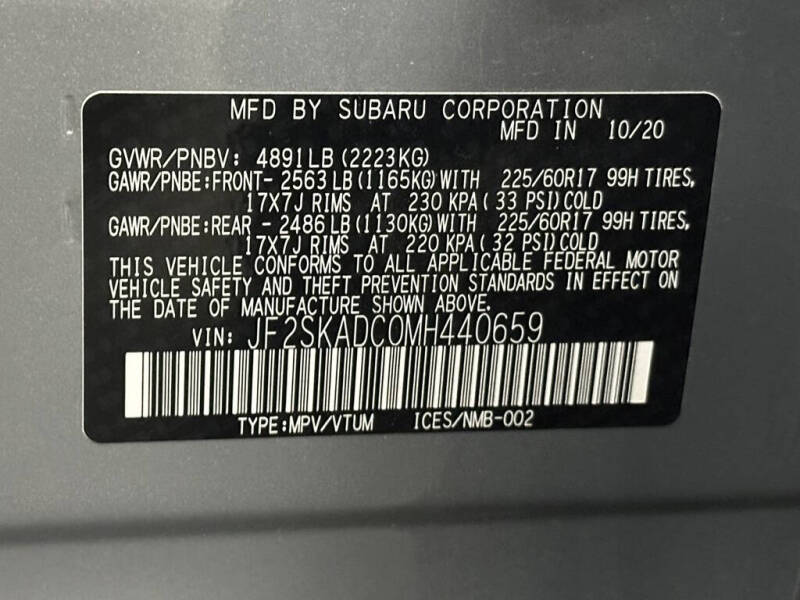 MFD BY SUBARU CORPORATION
MFD IN 10/20
GVWR/PNBV: 4891LB (2223KG)
GAWR/PNBE:FRONT- 2563 LB (1165KG) WITH 225/60R17 99H TIRES,
17X7J RIMS AT 230 KPA ( 33 PSI) COLD
GAWR/PNBE:REAR - 2486 LB (1130KG) WITH 225/60R17 99H TIRES,
17X7J RIMS AT 220 KPA ( 32 PSI) COLD
THIS VEHICLE CONFORMS TO ALL APPLICABLE FEDERAL MOTOR
VEHICLE SAFETY AND THEFT PREVENTION STANDARDS IN EFFECT ON
THE DATE OF MANUFACTURE SHOWN ABOVE.
VIN: JF2SKADC0MH440659
TYPE:MPV/VTUM ICES/NMB-002